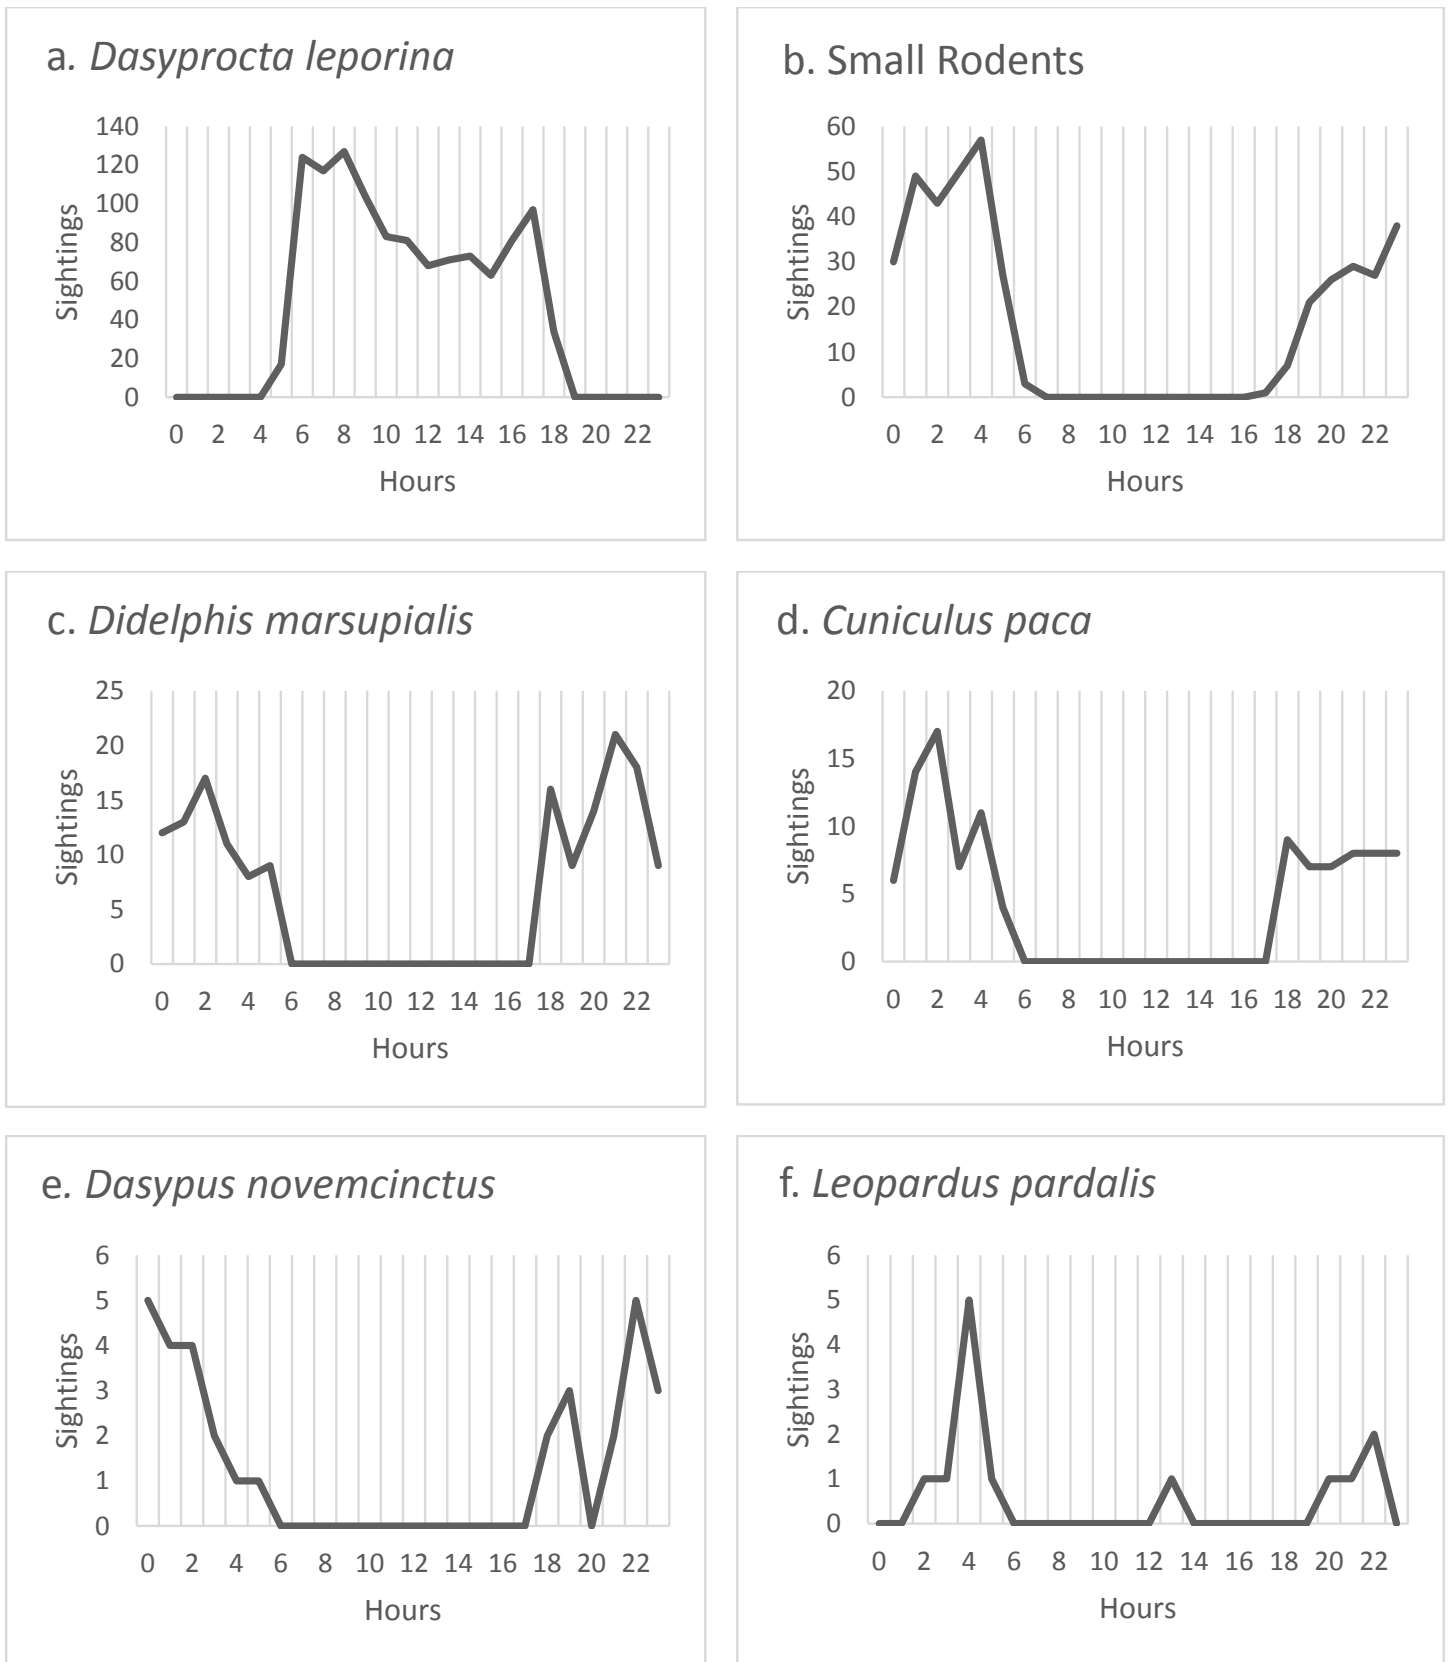 a. Dasyprocta leporina
140
120
100
80
60
40
20
0
Sightings
0 2 4 6 8 10 12 14 16 18 20 22
Hours
b. Small Rodents
60
50
40
30
20
10
0
Sightings
0 2 4 6 8 10 12 14 16 18 20 22
Hours
c. Didelphis marsupialis
25
20
15
10
5
0
Sightings
0 2 4 6 8 10 12 14 16 18 20 22
Hours
d. Cuniculus paca
20
15
10
5
0
Sightings
0 2 4 6 8 10 12 14 16 18 20 22
Hours
e. Dasypus novemcinctus
6
5
4
3
2
1
0
Sightings
0 2 4 6 8 10 12 14 16 18 20 22
Hours
f. Leopardus pardalis
6
5
4
3
2
1
0
Sightings
0 2 4 6 8 10 12 14 16 18 20 22
Hours